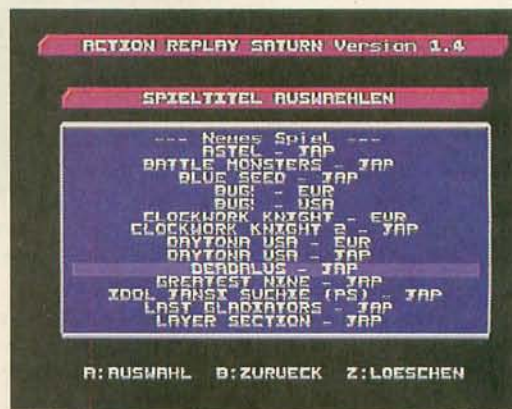 ACTION REPLAY SATURN Version 1.4
SPIELTITEL AUSWAEHLEN
--- Neues Spiel ---
ASTEL - JAP
BATTLE MONSTERS - JAP
BLUE SEED - JAP
BUG! - EUR
BUG! - USA
CLOCKWORK KNIGHT - EUR
CLOCKWORK KNIGHT 2 - JAP
DAYTONA USA - EUR
DAYTONA USA - JAP
DEADALUS - JAP
GREATEST NINE - JAP
IDOL JANSI SUCHIE (PS) - JAP
LAST GLADIATORS - JAP
LAYER SECTION - JAP
A:AUSWAHL B:ZURUECK Z:LOESCHEN